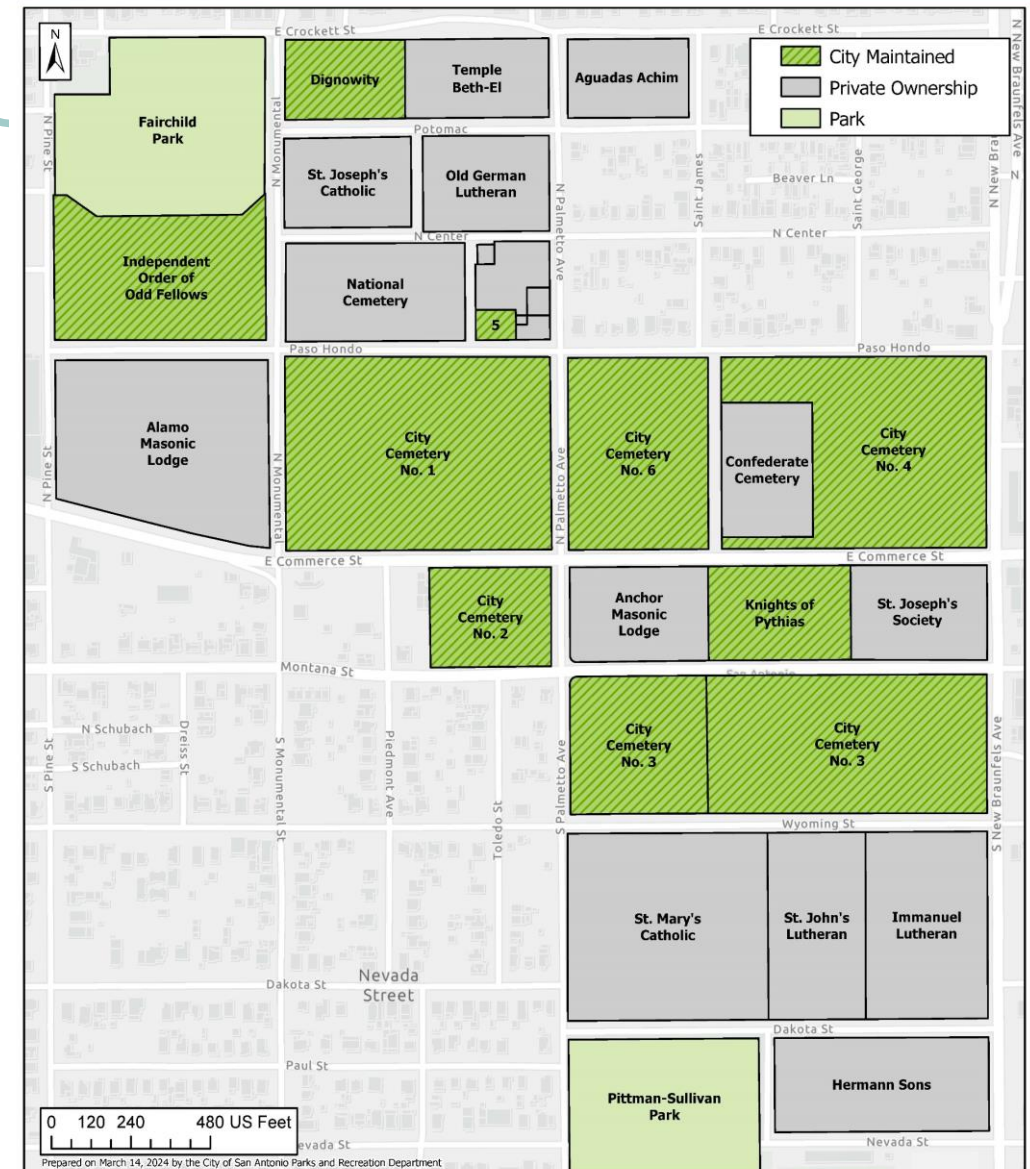 N
E Crockett St
E Crockett St
N New Braunfels Ave
City Maintained
Private Ownership
Park
Dignowity
Temple
Beth-El
Aguadas Achim
Fairchild
Park
N Pine St
N Monumental
Potomac
St. Joseph's
Catholic
Old German
Lutheran
N Palmetto Ave
Saint James
Beaver Ln
Saint George
N New Bra
N
N Center
N Center
Independent
Order of
Odd Fellows
National
Cemetery
5
Paso Hondo
Paso Hondo
Alamo
Masonic
Lodge
N Pine St
N Monumental
City
Cemetery
No. 1
N Palmetto Ave
City
Cemetery
No. 6
Confederate
Cemetery
City
Cemetery
No. 4
E Commerce St
E Commerce St
City
Cemetery
No. 2
Anchor
Masonic
Lodge
Knights of
Pythias
St. Joseph's
Society
Montana St
San Antonio
N Schubach
S Schubach
Dreiss St
S Pine St
S Monumental St
Piedmont Ave
Toledo St
S Palmetto Ave
City
Cemetery
No. 3
City
Cemetery
No. 3
S New Braunfels Ave
Wyoming St
St. Mary's
Catholic
St. John's
Lutheran
Immanuel
Lutheran
Nevada
Street
Dakota St
Dakota St
Paul St
Pittman-Sullivan
Park
Hermann Sons
0 120 240 480 US Feet
evada St
Nevada St
Prepared on March 14, 2024 by the City of San Antonio Parks and Recreation Department